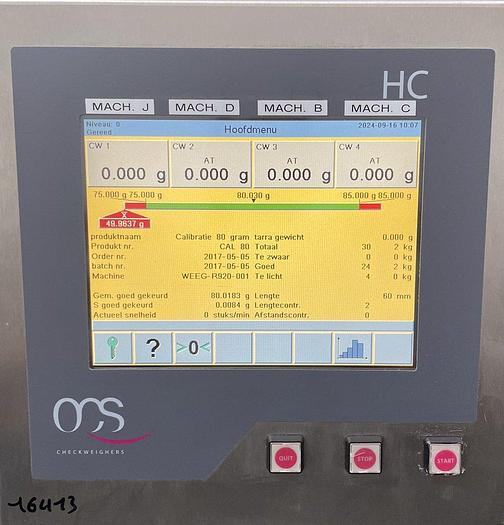 HC
MACH. J MACH. D MACH. B MACH. C
Niveau: 0 Hoofdmenu 2024-09-16 10:07
Gereed
CW 1 CW 2 CW 3 CW 4
AT AT AT
0.000 g 0.000 g 0.000 g 0.000 g
75.000 g 75.000 g 80.030 g 85.000 g 85.000 g
X
49.9637 g
produktnaam Calibratie 80 gram tarra gewicht 0.000 g
Produkt nr. CAL 80 Totaal 30 2 kg
Order nr. 2017-05-05 Te zwaar 0 0 kg
batch nr. 2017-05-05 Goed 24 2 kg
Machine WEEG-R920-001 Te licht 4 0 kg
Gem. goed gekeurd 80.0183 g Lengte 60 mm
S goed gekeurd 0.0084 g Lengtecontr. 2
Actueel snelheid 0 stuks/min Afstandscontr. 0
? >0<
OCS
CHECKWEIGHERS
QUIT STOP START
16413